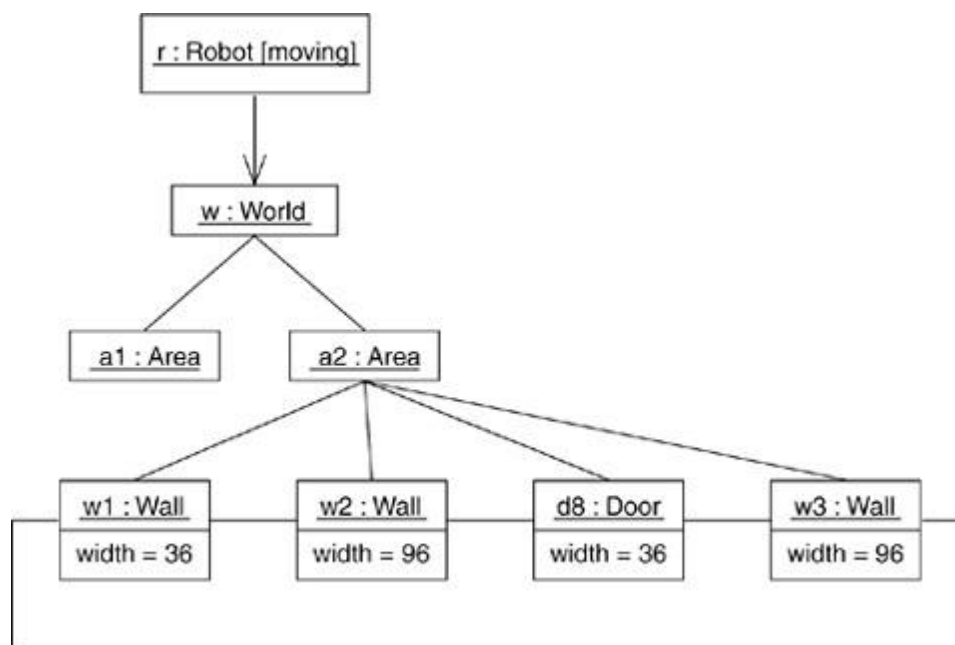 r : Robot [moving]
w : World
a1 : Area
a2 : Area
w1 : Wall
width = 36
w2 : Wall
width = 96
d8 : Door
width = 36
w3 : Wall
width = 96